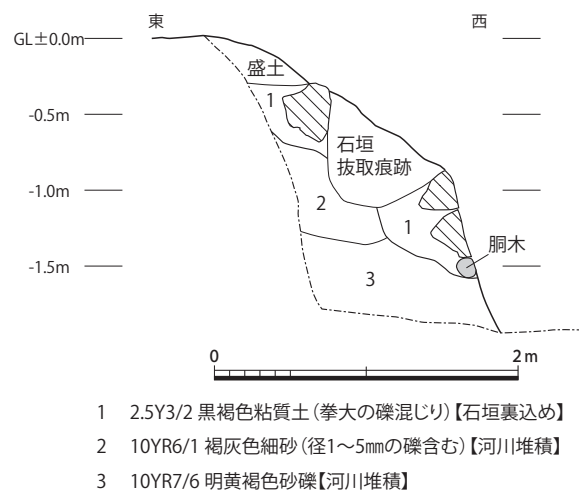 東 西
GL±0.0m
盛土
1
-0.5m
石垣
抜取痕跡
-1.0m
2
1
胴木
-1.5m
3
0 2 m
1 2.5Y3/2 黒褐色粘質土(拳大の礫混じり)【石垣裏込め】
2 10YR6/1 褐灰色細砂(径1〜5㎜の礫含む)【河川堆積】
3 10YR7/6 明黄褐色砂礫【河川堆積】